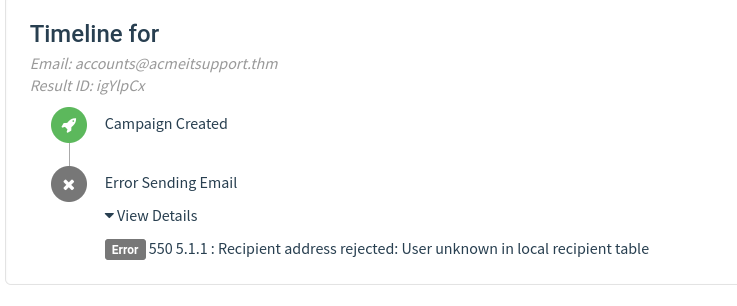 Timeline for
Email: accounts@acmeitsupport.thm
Result ID: igYlpCx
Campaign Created
Error Sending Email
View Details
Error 550 5.1.1 : Recipient address rejected: User unknown in local recipient table